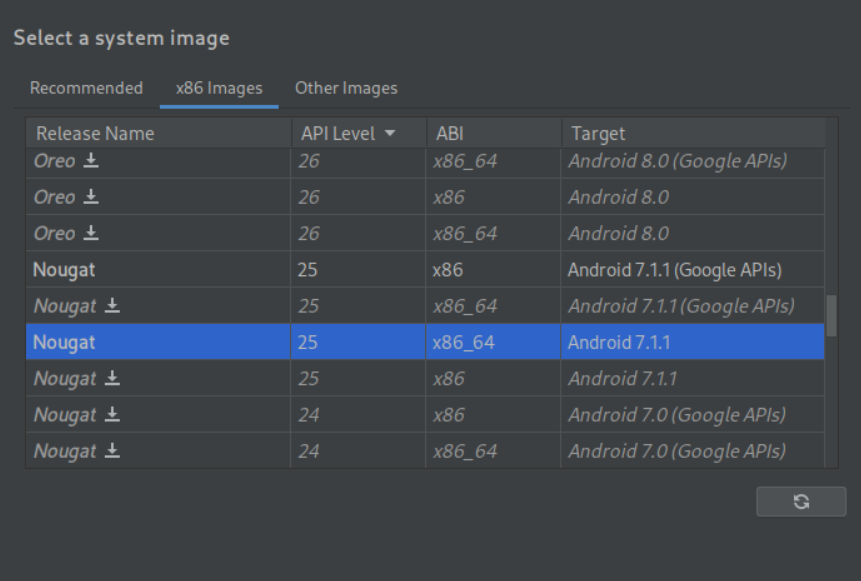 Select a system image
Recommended x86 Images Other Images
Release Name API Level ABI Target
Oreo 26 x86_64 Android 8.0 (Google APIs)
Oreo 26 x86 Android 8.0
Oreo 26 x86_64 Android 8.0
Nougat 25 x86 Android 7.1.1 (Google APIs)
Nougat 25 x86_64 Android 7.1.1 (Google APIs)
Nougat 25 x86_64 Android 7.1.1
Nougat 25 x86 Android 7.1.1
Nougat 24 x86 Android 7.0 (Google APIs)
Nougat 24 x86_64 Android 7.0 (Google APIs)